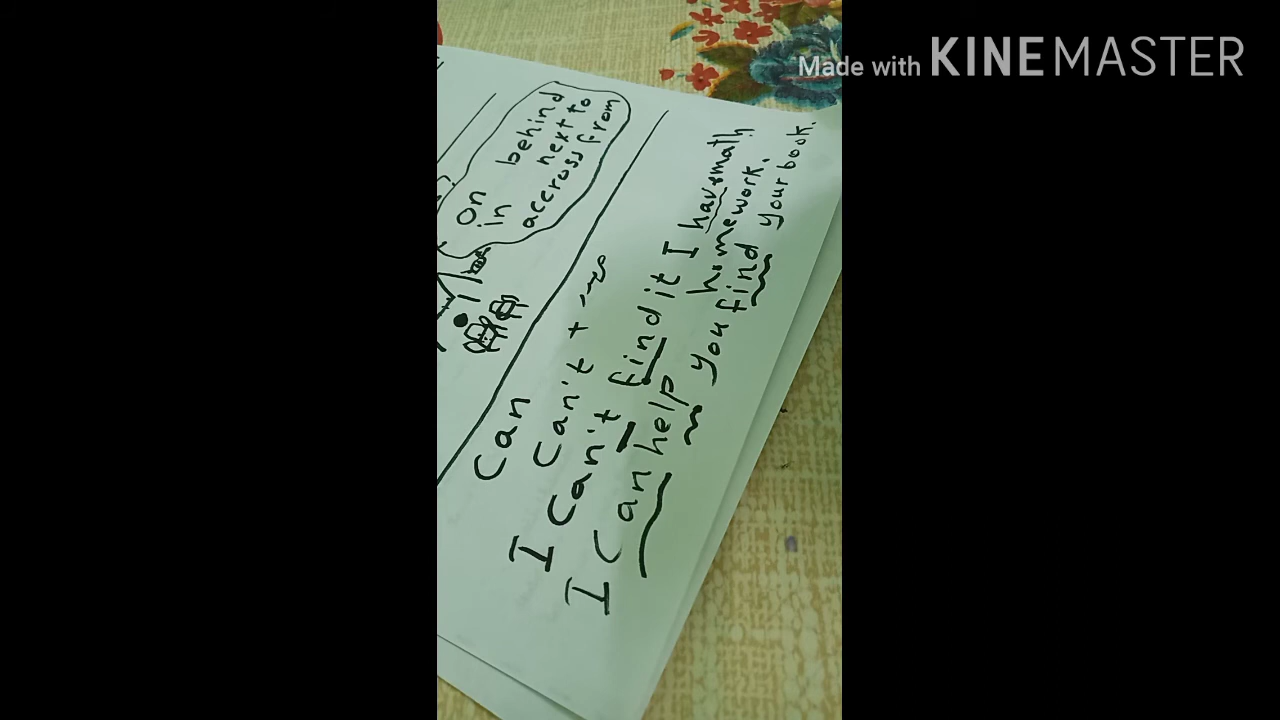 Made with KINEMASTER
on behind
in next to
accross from
can
can't +
I can't find it I have math
homework.
I can help you find your book.